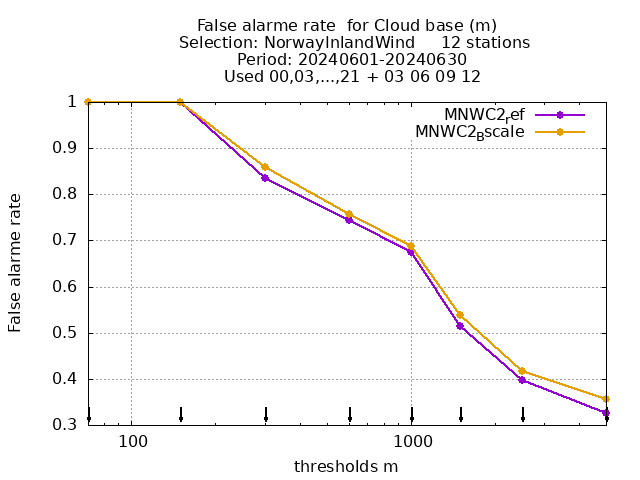 False alarme rate  for Cloud base (m)
Selection: NorwayInlandWind     12 stations
Period: 20240601-20240630
Used 00,03,...,21 + 03 06 09 12
MNWC2ref
MNWC2Bscale
1
0.9
0.8
0.7
0.6
0.5
0.4
0.3
False alarme rate
100
1000
thresholds m